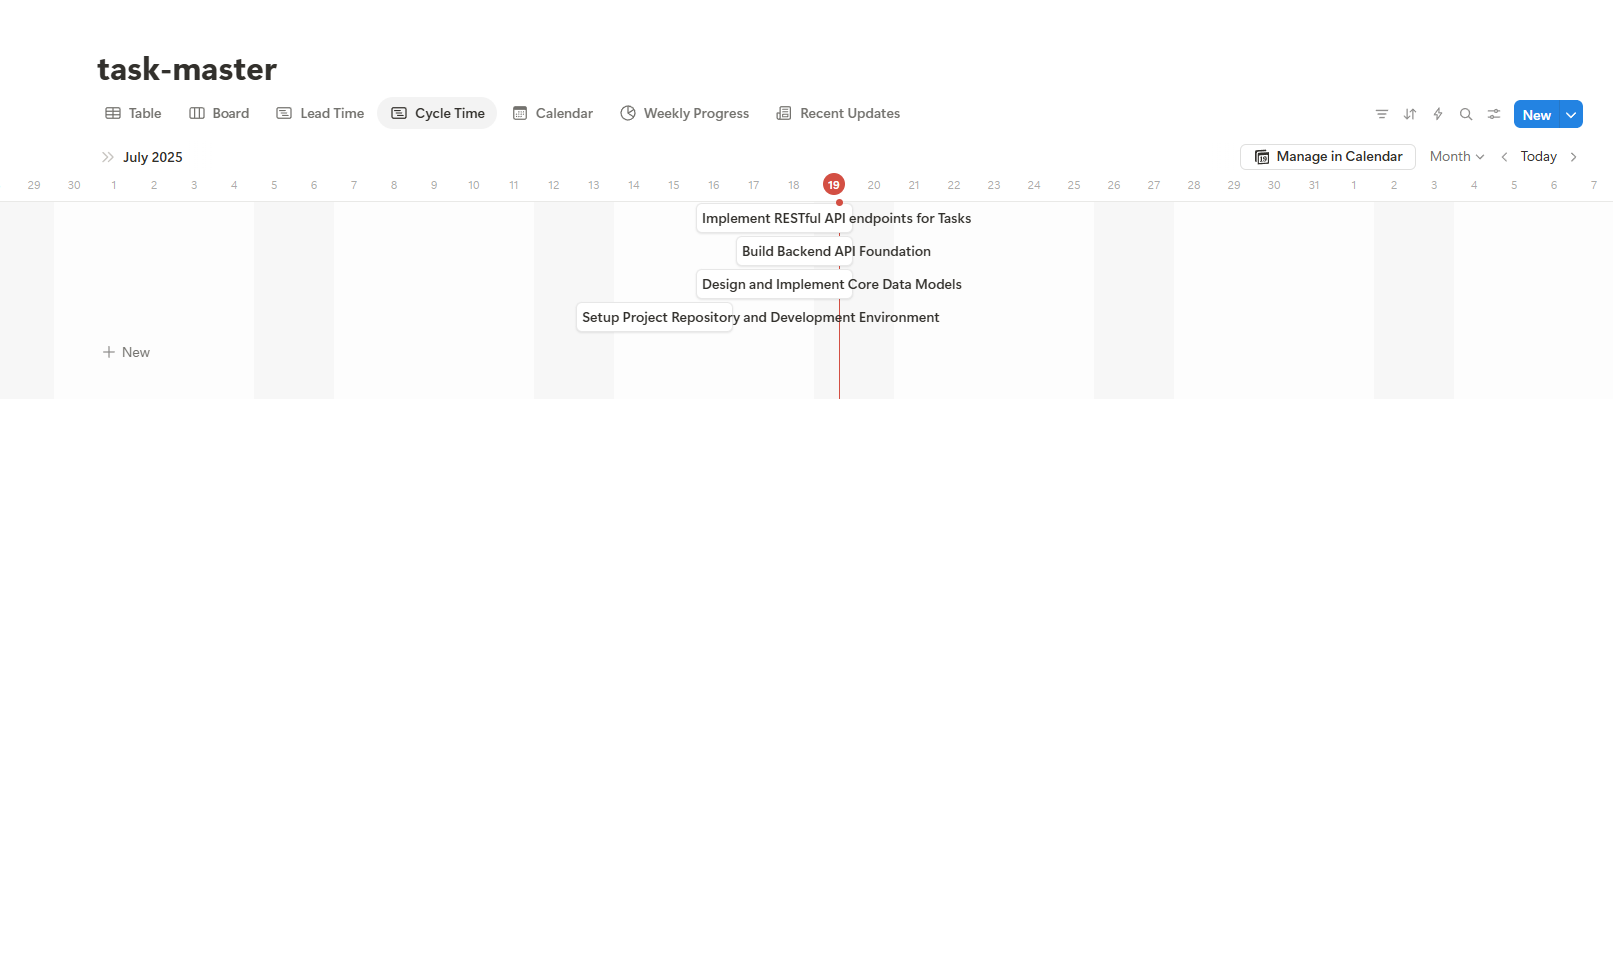 task-master
Table Board Lead Time Cycle Time Calendar Weekly Progress Recent Updates New
July 2025 19 Manage in Calendar Month Today
29 30 1 2 3 4 5 6 7 8 9 10 11 12 13 14 15 16 17 18 19 20 21 22 23 24 25 26 27 28 29 30 31 1 2 3 4 5 6 7
Implement RESTful API endpoints for Tasks
Build Backend API Foundation
Design and Implement Core Data Models
Setup Project Repository and Development Environment
New